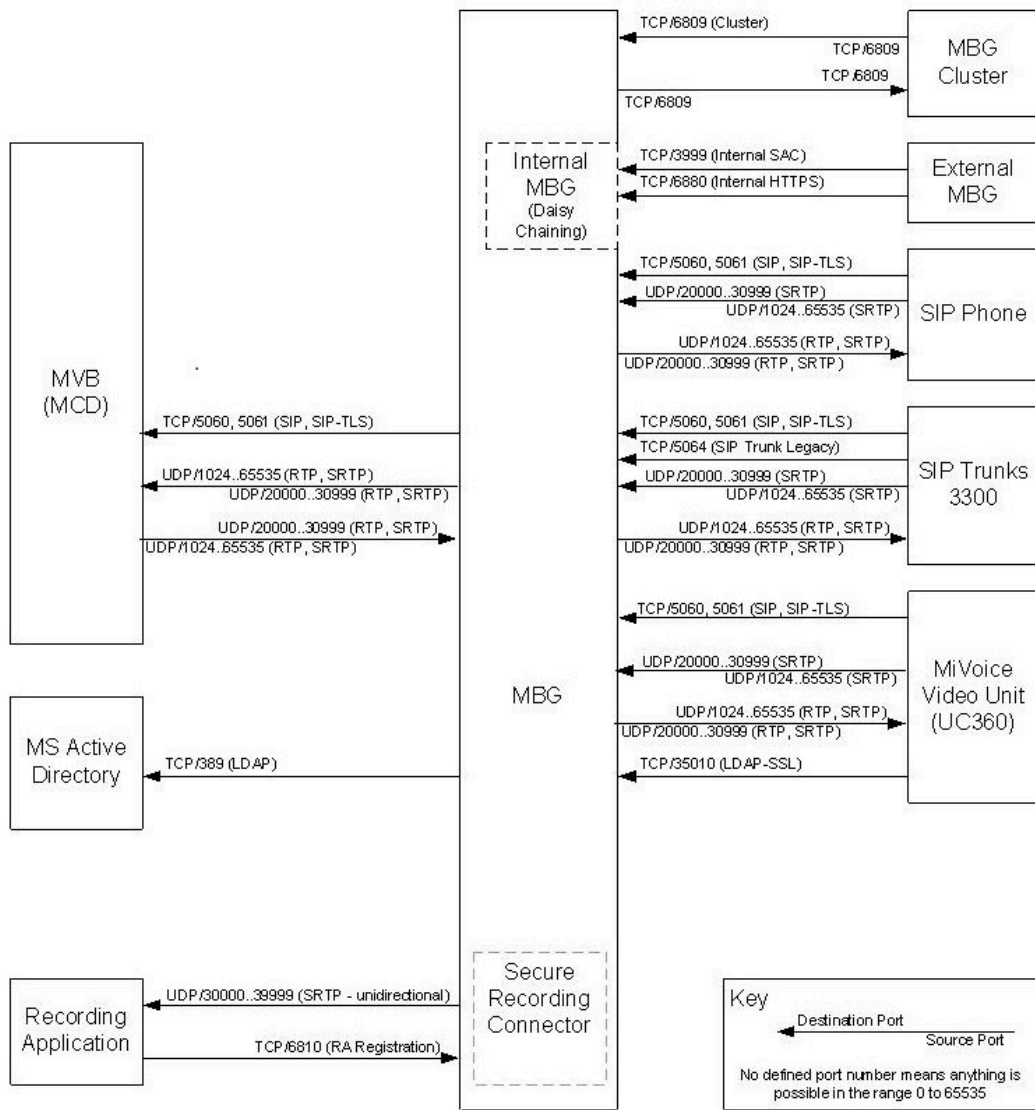 TCP/6809 (Cluster)
TCP/6809
TCP/6809
TCP/6809
MBG
Cluster
Internal
MBG
(Daisy
Chaining)
TCP/3999 (Internal SAC)
TCP/6880 (Internal HTTPS)
External
MBG
TCP/5060, 5061 (SIP, SIP-TLS)
UDP/20000..30999 (SRTP)
UDP/1024..65535 (SRTP)
UDP/1024..65535 (RTP, SRTP)
UDP/20000..30999 (RTP, SRTP)
SIP Phone
MVB
(MCD)
TCP/5060, 5061 (SIP, SIP-TLS)
UDP/1024..65535 (RTP, SRTP)
UDP/20000..30999 (RTP, SRTP)
UDP/20000..30999 (RTP, SRTP)
UDP/1024..65535 (RTP, SRTP)
TCP/5060, 5061 (SIP, SIP-TLS)
TCP/5064 (SIP Trunk Legacy)
UDP/20000..30999 (SRTP)
UDP/1024..65535 (SRTP)
UDP/1024..65535 (RTP, SRTP)
UDP/20000..30999 (RTP, SRTP)
SIP Trunks
3300
TCP/5060, 5061 (SIP, SIP-TLS)
UDP/20000..30999 (SRTP)
UDP/1024..65535 (SRTP)
UDP/1024..65535 (RTP, SRTP)
UDP/20000..30999 (RTP, SRTP)
TCP/35010 (LDAP-SSL)
MiVoice
Video Unit
(UC360)
MBG
MS Active
Directory
TCP/389 (LDAP)
Recording
Application
UDP/30000..39999 (SRTP - unidirectional)
TCP/6810 (RA Registration)
Secure
Recording
Connector
Key
Destination Port
Source Port
No defined port number means anything is
possible in the range 0 to 65535